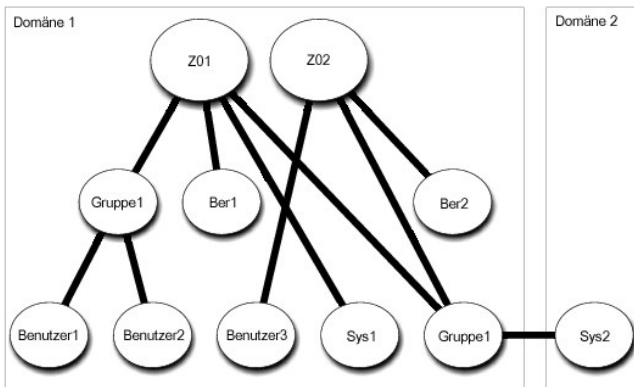 Domäne 1
Domäne 2
Z01
Z02
Gruppe1
Ber1
Ber2
Benutzer1
Benutzer2
Benutzer3
Sys1
Gruppe1
Sys2